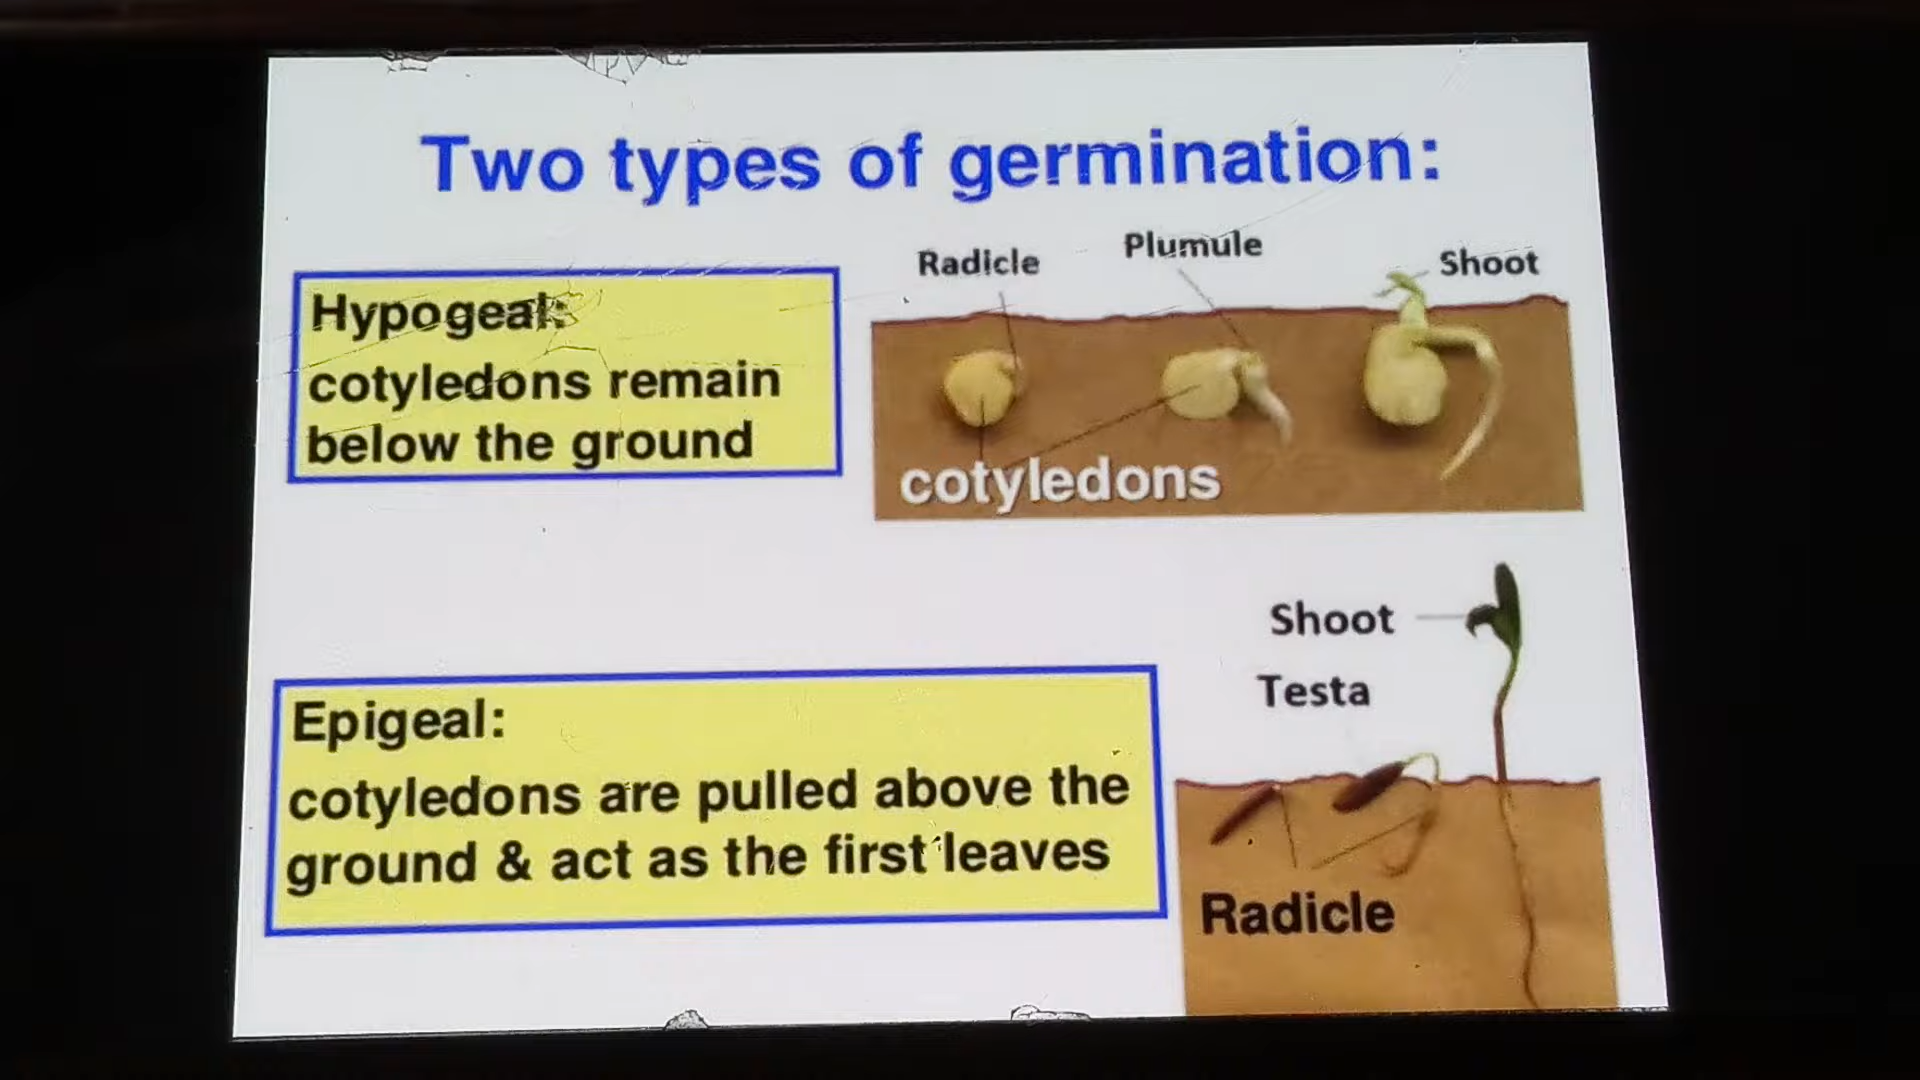 Two types of germination:
Hypogeal:
cotyledons remain
below the ground
Radicle
Plumule
Shoot
cotyledons
Epigeal:
cotyledons are pulled above the
ground & act as the first leaves
Shoot
Testa
Radicle